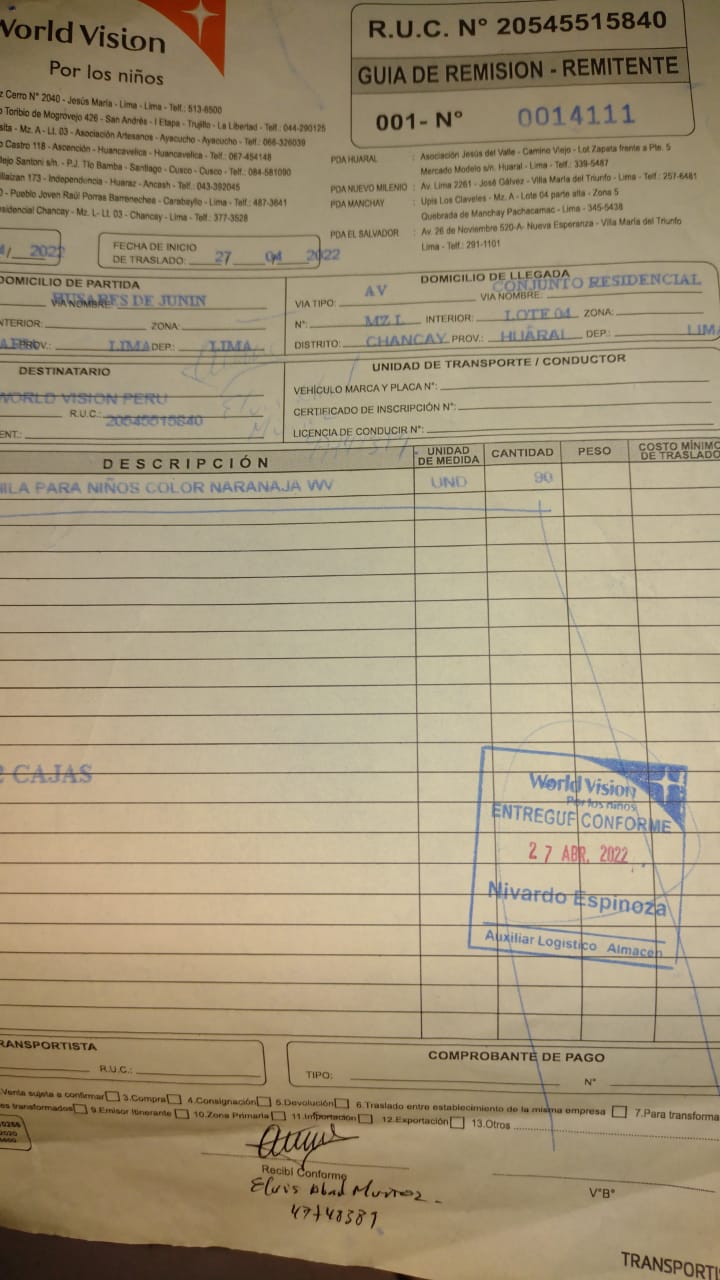 World Vision
Por los niños
R.U.C. N° 20545515840
GUIA DE REMISION - REMITENTE
001- N° 0014111
Cerro N° 2040 - Jesús María - Lima - Lima - Telf.: 513-5600
Toribio de Mogrovejo 426 - San Andrés - I Etapa - Trujillo - La Libertad - Telf.: 044-290125
Mz. A - Lt. 03 - Asociación Artesanos - Ayacucho - Ayacucho - Telf.: 066-326039
Castro 118 - Ascención - Huancavelica - Huancavelica - Telf.: 067-454148
Santoni s/n. - P.J. Tío Bamba - Santiago - Cusco - Cusco - Telf.: 084-581090
173 - Independencia - Huaraz - Ancash - Telf.: 043-392045
Pueblo Joven Raúl Porras Barrenechea - Carabayllo - Lima - Telf.: 487-3641
Chancay - Mz. L- Lt. 03 - Chancay - Lima - Telf.: 377-3528
PDA HUARAL : Asociación Jesús del Valle - Camino Viejo - Lot Zapata frente a Pte. 5
Mercado Modelo s/n. Huaral - Lima - Telf.: 339-5487
PDA NUEVO MILENIO : Av. Lima 2261 - José Gálvez - Villa María del Triunfo - Lima - Telf.: 257-6481
PDA MANCHAY : Upis Los Claveles - Mz. A - Lote 04 parte alta - Zona 5
Quebrada de Manchay Pachacamac - Lima - 345-5438
PDA EL SALVADOR : Av. 26 de Noviembre 520-A- Nueva Esperanza - Villa María del Triunfo
Lima - Telf.: 291-1101
2022
FECHA DE INICIO
DE TRASLADO: 27 04 2022
DOMICILIO DE PARTIDA
VIA NOMBRE: HUSARES DE JUNIN
INTERIOR: ZONA:
PROV.: LIMA DEP.: LIMA
DOMICILIO DE LLEGADA
VIA TIPO: AV VIA NOMBRE: CONJUNTO RESIDENCIAL
N°: MZ L INTERIOR: LOTE 04 ZONA:
DISTRITO: CHANCAY PROV.: HUARAL DEP.: LIMA
DESTINATARIO
WORLD VISION PERU
R.U.C.: 20545515840
UNIDAD DE TRANSPORTE / CONDUCTOR
VEHÍCULO MARCA Y PLACA N°:
CERTIFICADO DE INSCRIPCIÓN N°:
LICENCIA DE CONDUCIR N°:
DESCRIPCIÓN UNIDAD DE MEDIDA CANTIDAD PESO COSTO MÍNIMO DE TRASLADO
PARA NIÑOS COLOR NARANAJA WV UND 90
CAJAS
World Vision
Por los niños
ENTREGUE CONFORME
27 ABR. 2022
Nivardo Espinoza
Auxiliar Logístico Almacen
TRANSPORTISTA
R.U.C.:
COMPROBANTE DE PAGO
TIPO: N°
Venta sujeta a confirmar 3.Compra 4.Consignación 5.Devolución 6.Traslado entre establecimiento de la misma empresa 7.Para transforma
transformados 9.Emisor Itinerante 10.Zona Primaria 11.Importación 12.Exportación 13.Otros
Recibí Conforme
Elvis Abad Muñoz
47748389
V°B°
TRANSPORTI